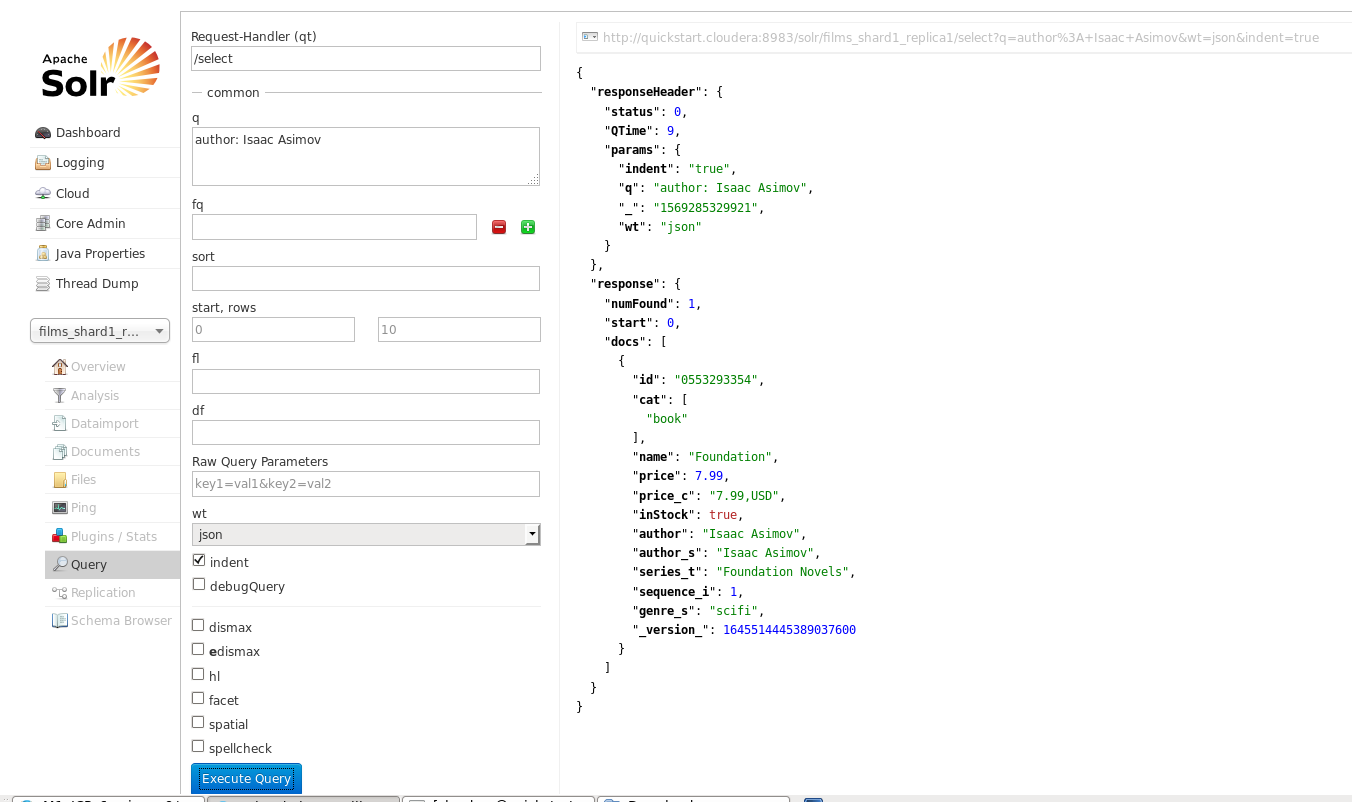 Apache
Solr
Dashboard
Logging
Cloud
Core Admin
Java Properties
Thread Dump
films_shard1_r...
Overview
Analysis
Dataimport
Documents
Files
Ping
Plugins / Stats
Query
Replication
Schema Browser
Request-Handler (qt)
/select
common
q
author: Isaac Asimov
fq
sort
start, rows
0 10
fl
df
Raw Query Parameters
key1=val1&key2=val2
wt
json
indent
debugQuery
dismax
edismax
hl
facet
spatial
spellcheck
Execute Query
http://quickstart.cloudera:8983/solr/films_shard1_replica1/select?q=author%3A+Isaac+Asimov&wt=json&indent=true
{
"responseHeader": {
"status": 0,
"QTime": 9,
"params": {
"indent": "true",
"q": "author: Isaac Asimov",
"_": "1569285329921",
"wt": "json"
}
},
"response": {
"numFound": 1,
"start": 0,
"docs": [
{
"id": "0553293354",
"cat": [
"book"
],
"name": "Foundation",
"price": 7.99,
"price_c": "7.99,USD",
"inStock": true,
"author": "Isaac Asimov",
"author_s": "Isaac Asimov",
"series_t": "Foundation Novels",
"sequence_i": 1,
"genre_s": "scifi",
"_version_": 1645514445389037600
}
]
}
}